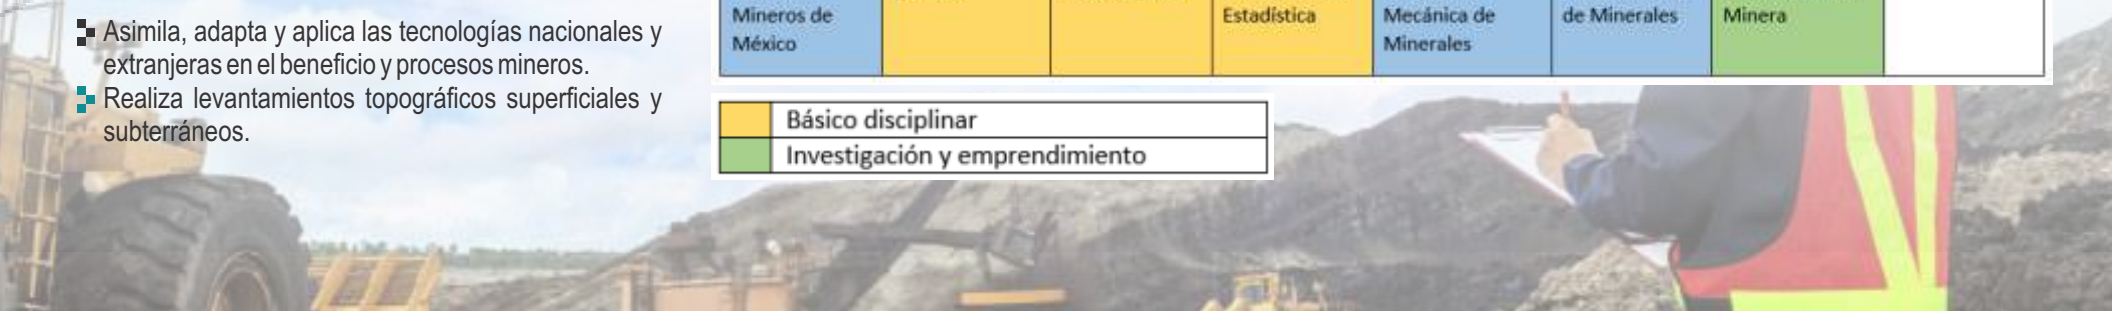 Asimila, adapta y aplica las tecnologías nacionales y
extranjeras en el beneficio y procesos mineros.
Realiza levantamientos topográficos superficiales y
subterráneos.
Mineros de
México
Estadística
Mecánica de
Minerales
de Minerales
Minera
Básico disciplinar
Investigación y emprendimiento